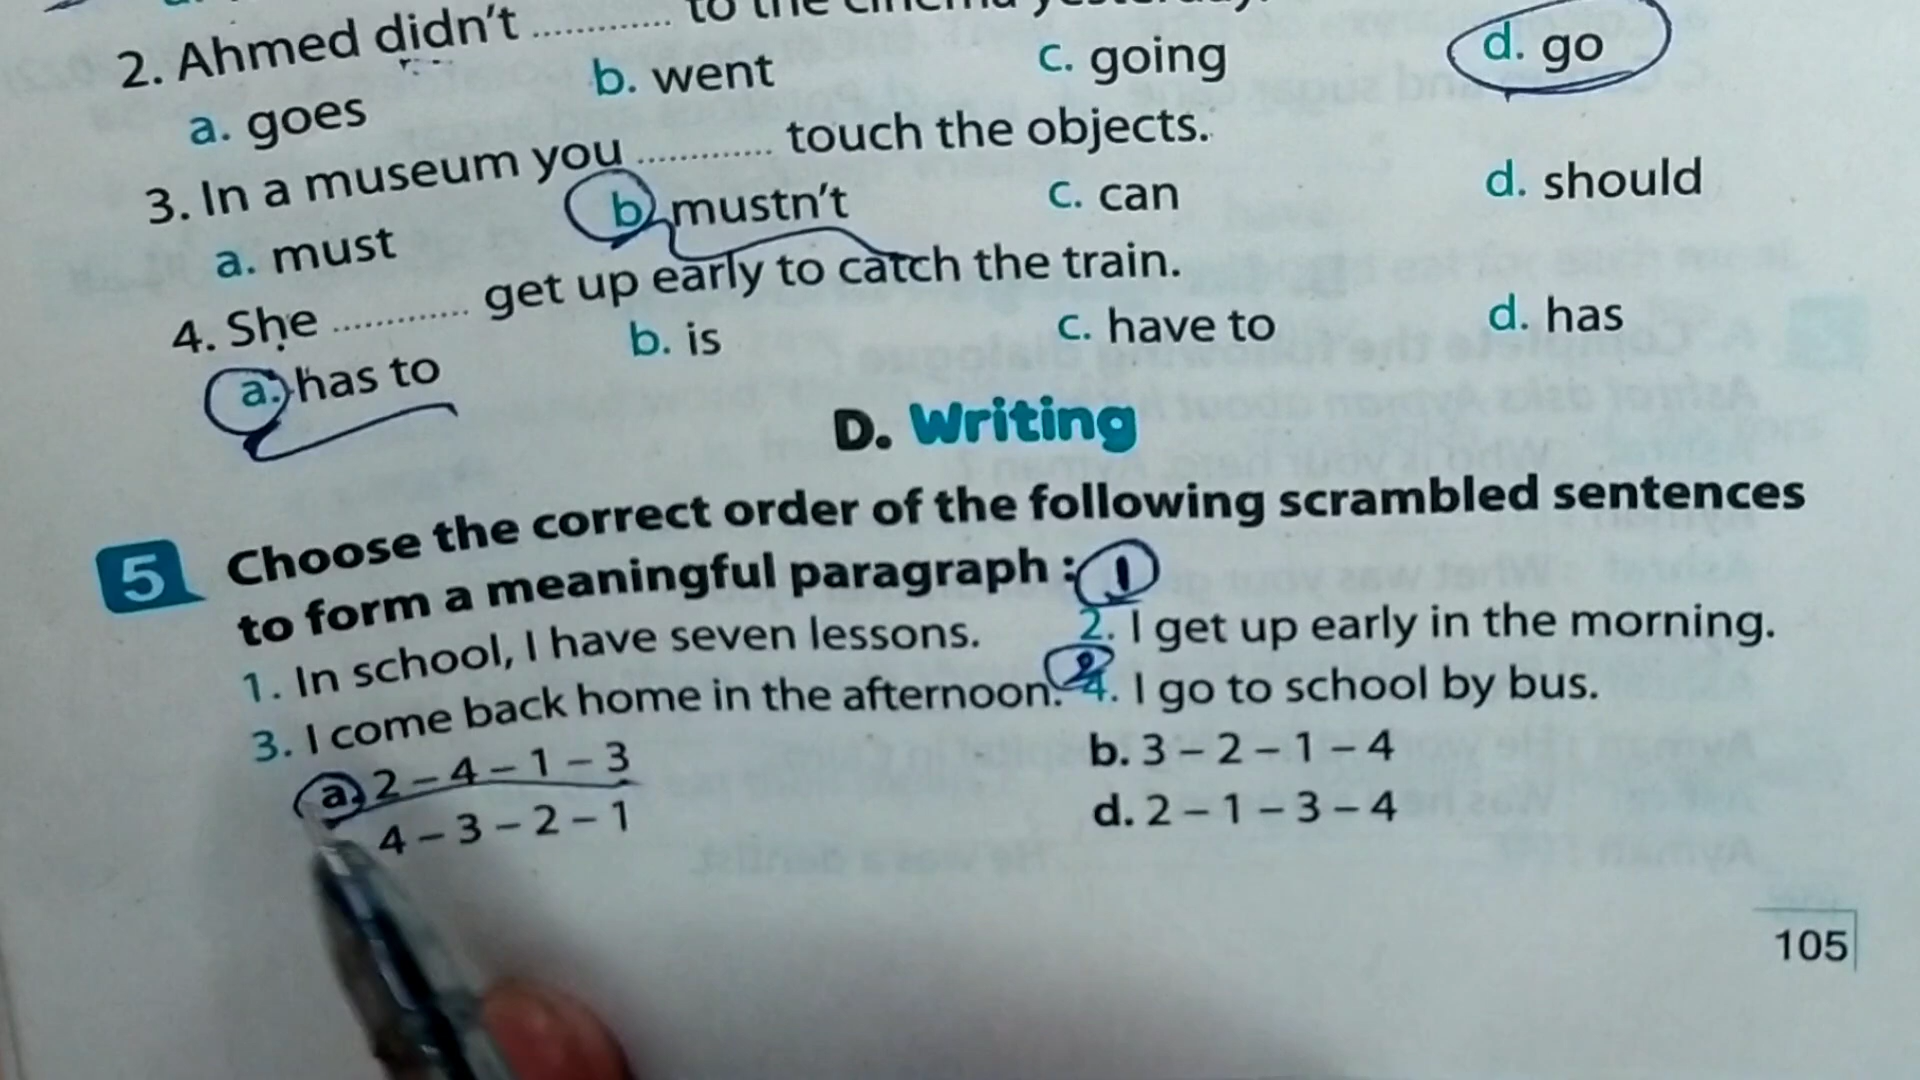 2. Ahmed didn't ............ to the cinema yesterday.
a. goes b. went c. going d. go
3. In a museum you ............ touch the objects.
a. must b. mustn't c. can d. should
4. She ............ get up early to catch the train.
a. has to b. is c. have to d. has
D. Writing
5 Choose the correct order of the following scrambled sentences
to form a meaningful paragraph : 1
1. In school, I have seven lessons. 2. I get up early in the morning.
3. I come back home in the afternoon. 2 4. I go to school by bus.
a. 2 – 4 – 1 – 3 b. 3 – 2 – 1 – 4
4 – 3 – 2 – 1 d. 2 – 1 – 3 – 4
105